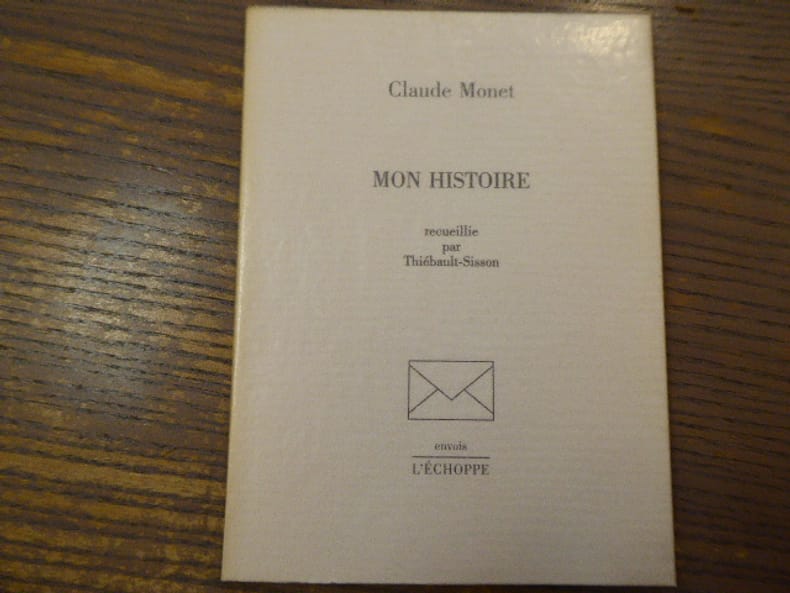 Claude Monet
MON HISTOIRE
recueillie
par
Thiébault-Sisson
envois
L'ÉCHOPPE